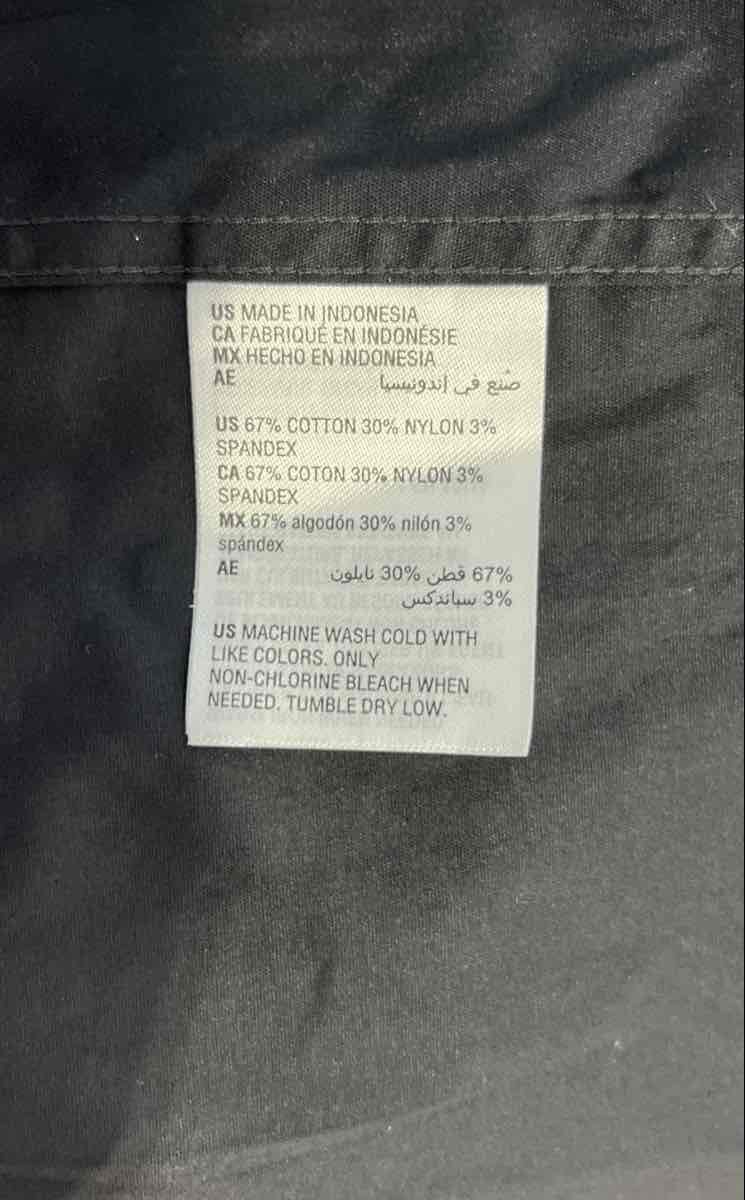 US MADE IN INDONESIA
CA FABRIQUÉ EN INDONÉSIE
MX HECHO EN INDONESIA
AE صنع في إندونيسيا
US 67% COTTON 30% NYLON 3%
SPANDEX
CA 67% COTON 30% NYLON 3%
SPANDEX
MX 67% algodón 30% nilón 3%
spándex
AE 67% قطن 30% نايلون
3% سباندكس
US MACHINE WASH COLD WITH
LIKE COLORS. ONLY
NON-CHLORINE BLEACH WHEN
NEEDED. TUMBLE DRY LOW.